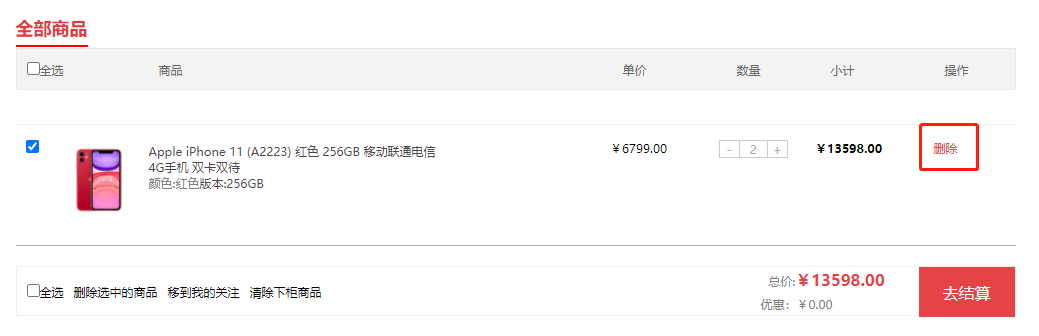 全部商品
全选 商品 单价 数量 小计 操作
Apple iPhone 11 (A2223) 红色 256GB 移动联通电信 ￥6799.00 - 2 + ￥13598.00 删除
4G手机 双卡双待
颜色:红色版本:256GB
全选 删除选中的商品 移到我的关注 清除下柜商品 总价:￥13598.00 去结算
优惠：￥0.00